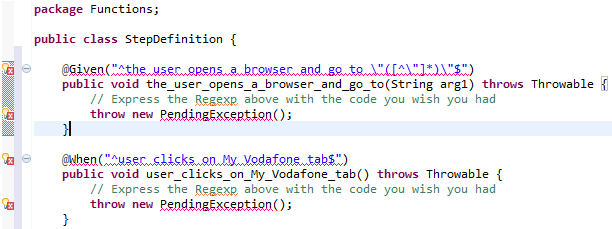 package Functions;
public class StepDefinition {
@Given("^the user opens a browser and go to \"([^\"]*)\"$")
public void the_user_opens_a_browser_and_go_to(String arg1) throws Throwable {
// Express the Regexp above with the code you wish you had
throw new PendingException();
}
@When("^user clicks on My Vodafone tab$")
public void user_clicks_on_My_Vodafone_tab() throws Throwable {
// Express the Regexp above with the code you wish you had
throw new PendingException();
}